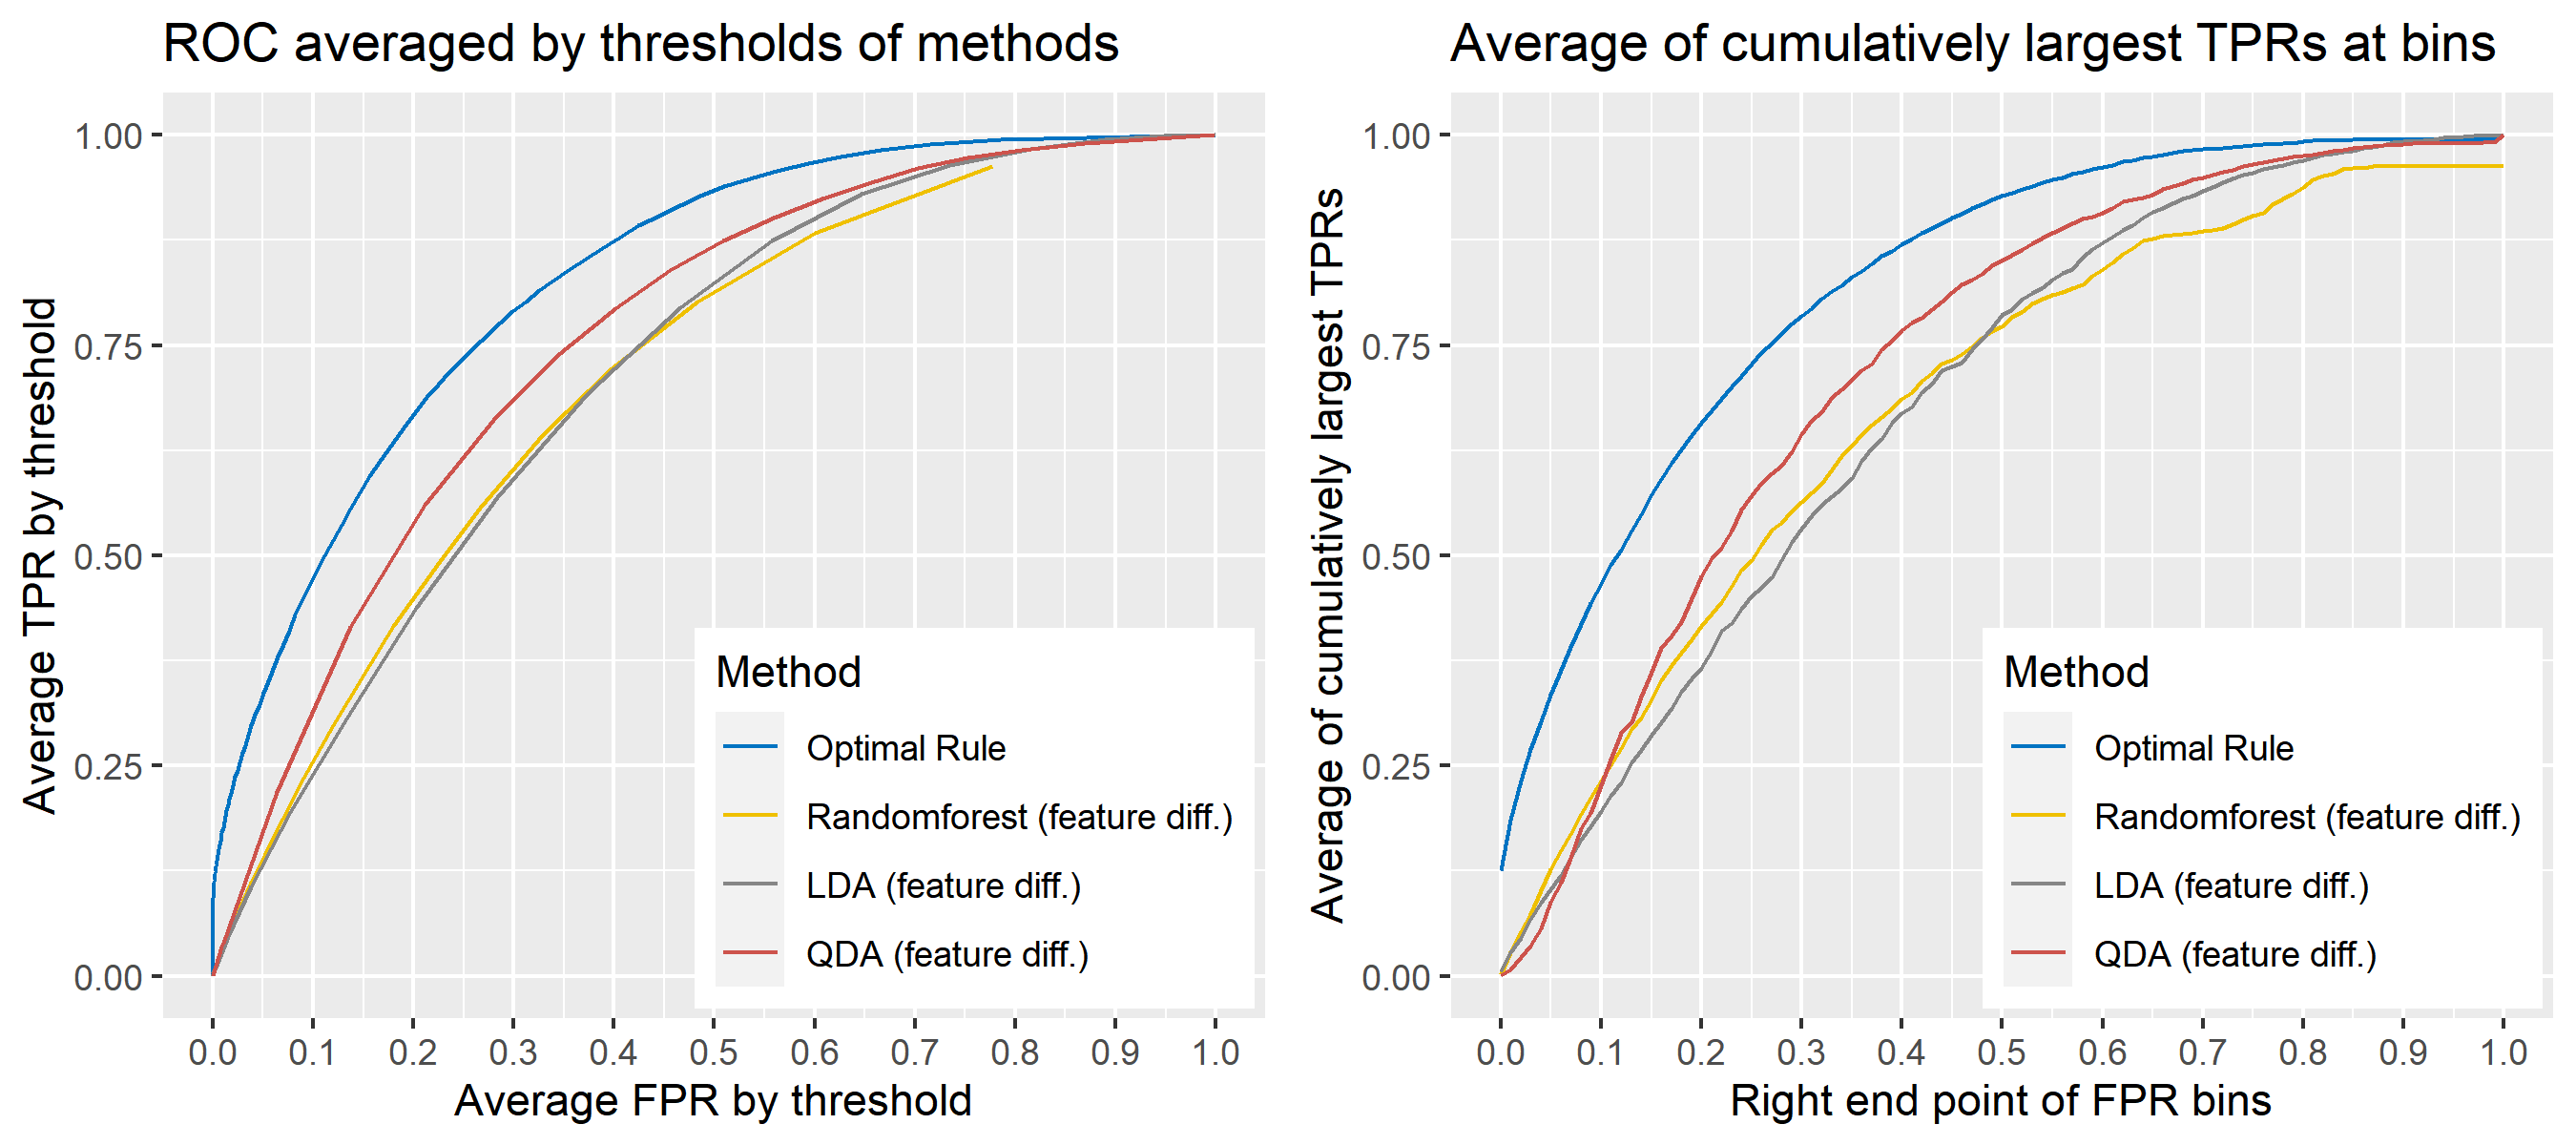 ROC averaged by thresholds of methods
Average TPR by threshold
1.00
0.75
0.50
0.25
0.00
Method
Optimal Rule
Randomforest (feature diff.)
LDA (feature diff.)
QDA (feature diff.)
0.0 0.1 0.2 0.3 0.4 0.5 0.6 0.7 0.8 0.9 1.0
Average FPR by threshold
Average of cumulatively largest TPRs at bins
Average of cumulatively largest TPRs
1.00
0.75
0.50
0.25
0.00
Method
Optimal Rule
Randomforest (feature diff.)
LDA (feature diff.)
QDA (feature diff.)
0.0 0.1 0.2 0.3 0.4 0.5 0.6 0.7 0.8 0.9 1.0
Right end point of FPR bins